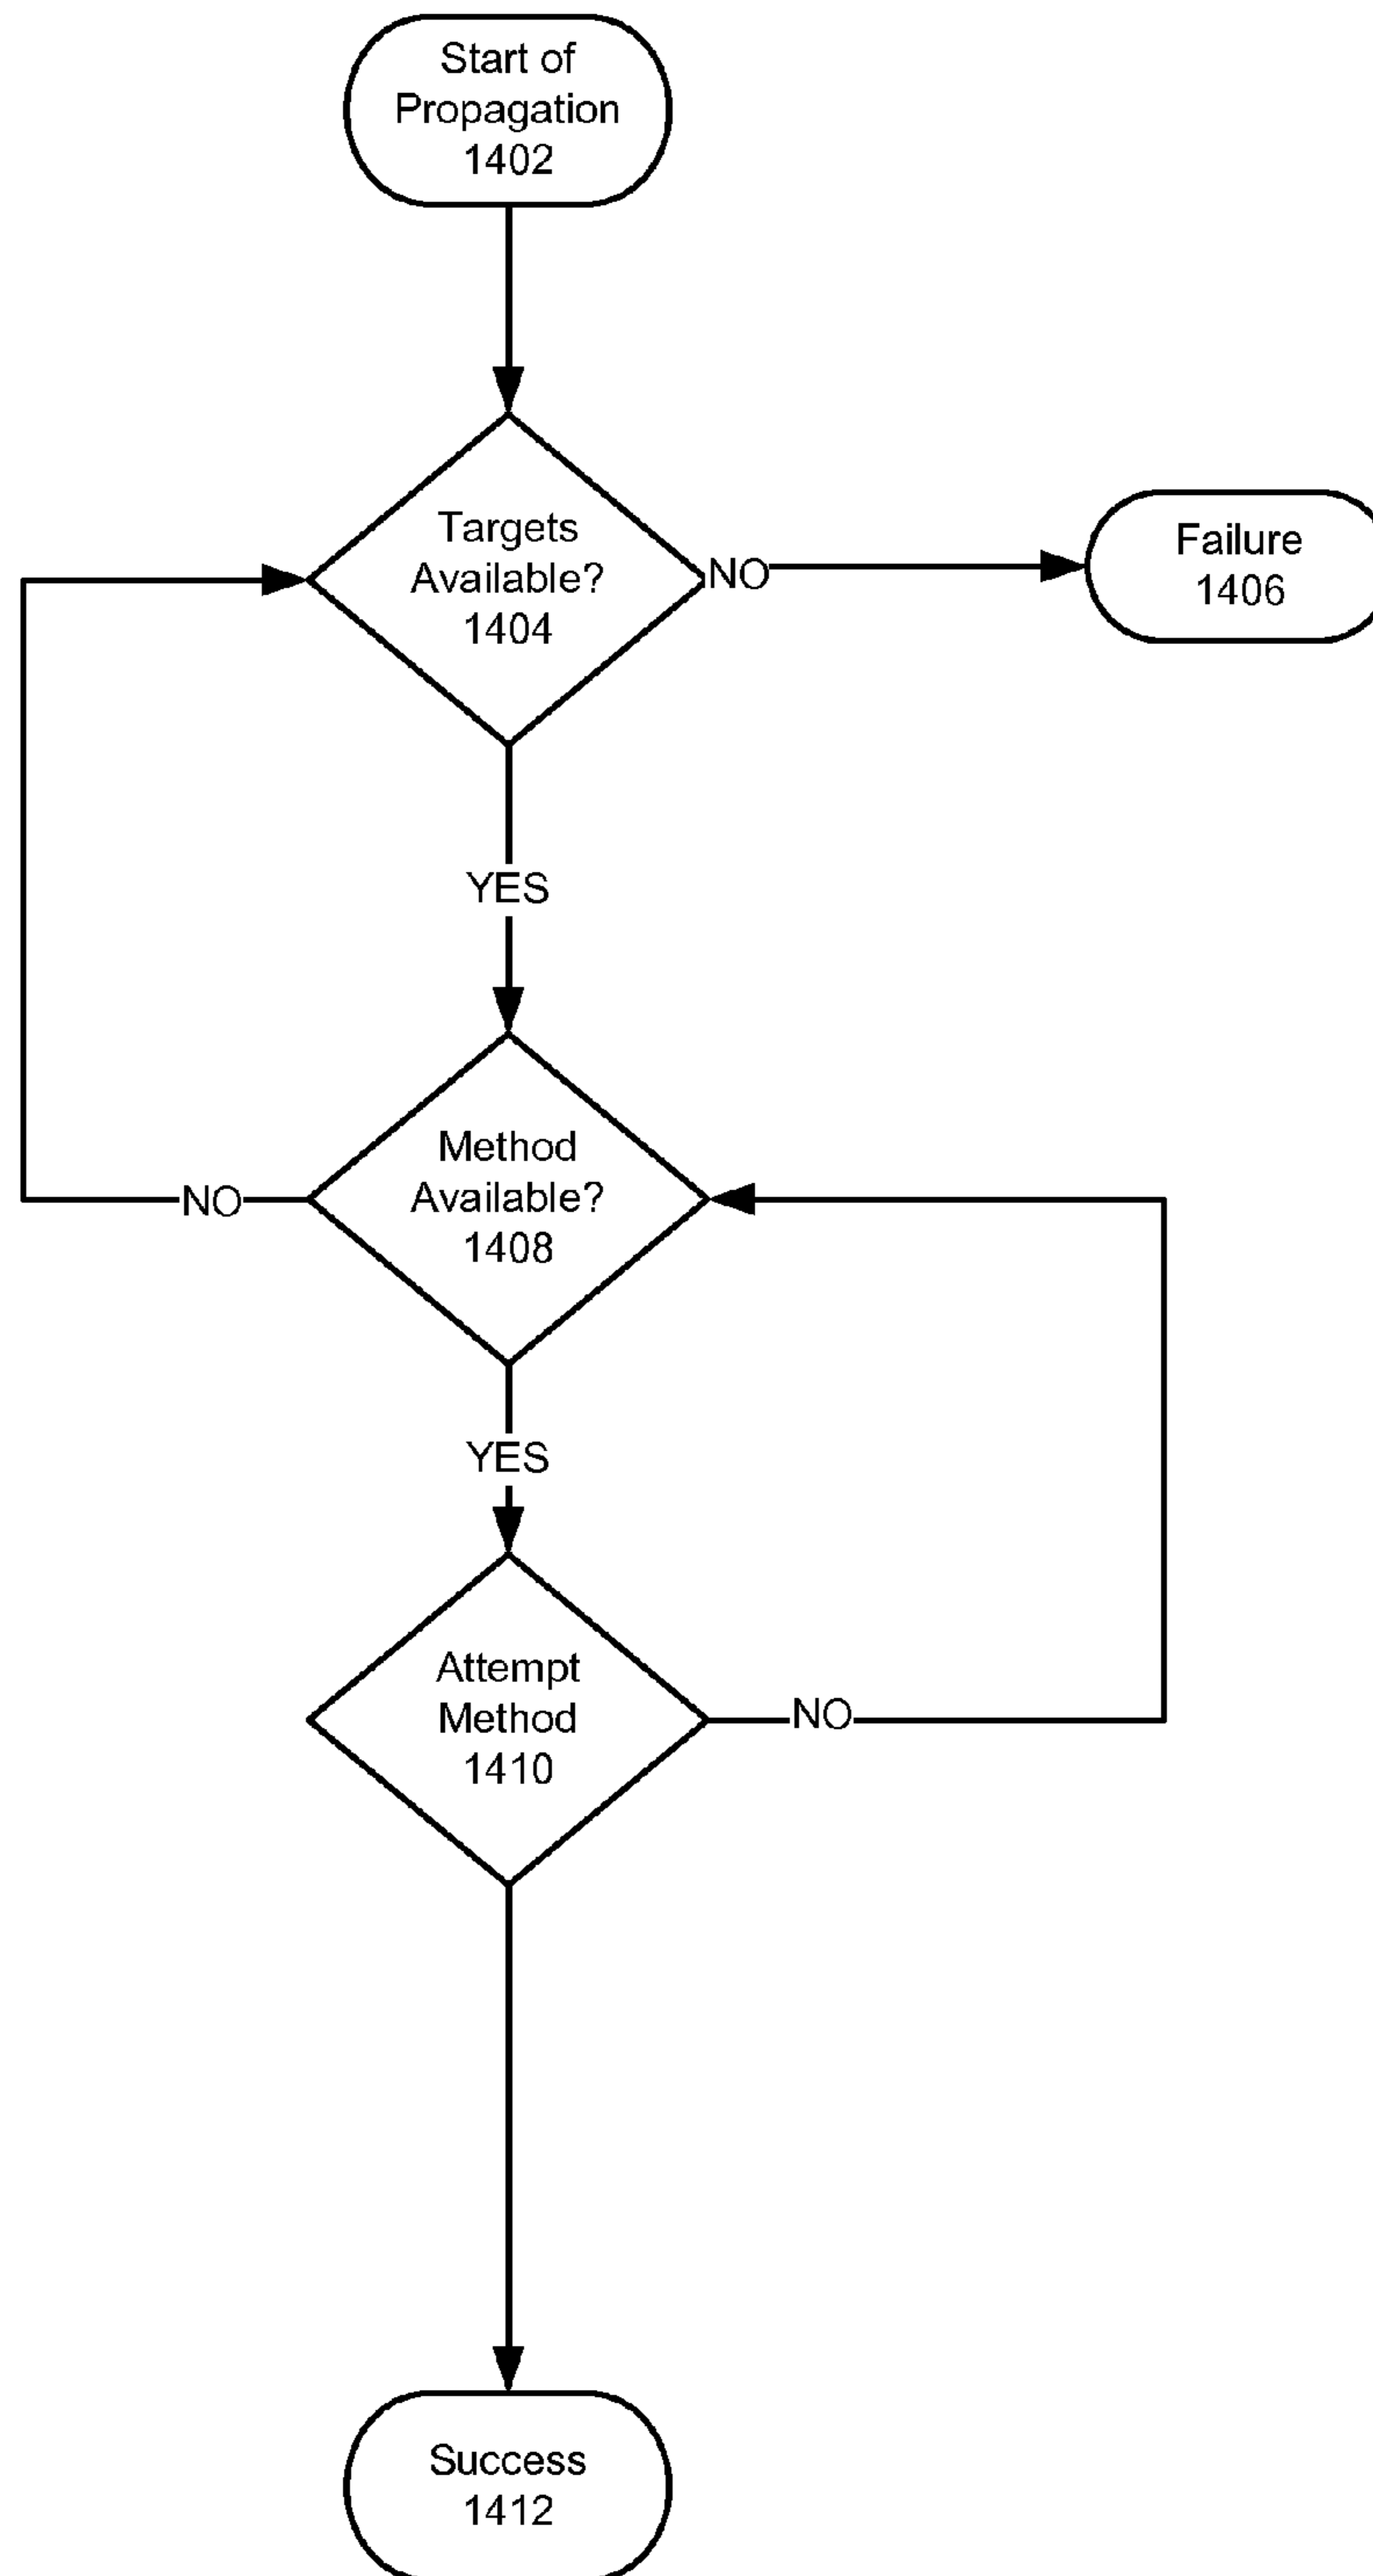 Start of
Propagation
1402
Targets
Available?
1404
NO
Failure
1406
YES
Method
Available?
1408
NO
YES
Attempt
Method
1410
NO
Success
1412